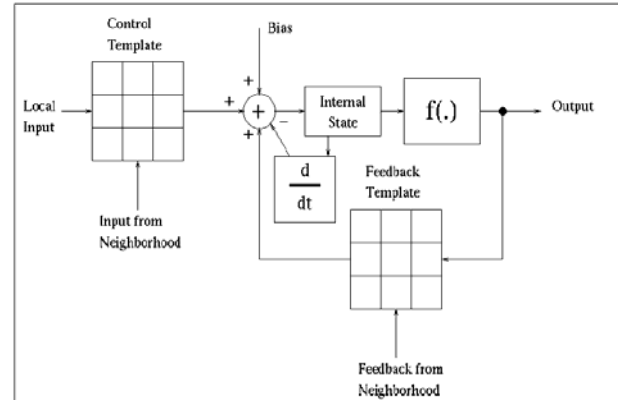 Control
Template
Bias
Local
Input
+
+
+
+
−
Internal
State
f(.)
Output
d
dt
Feedback
Template
Input from
Neighborhood
Feedback from
Neighborhood